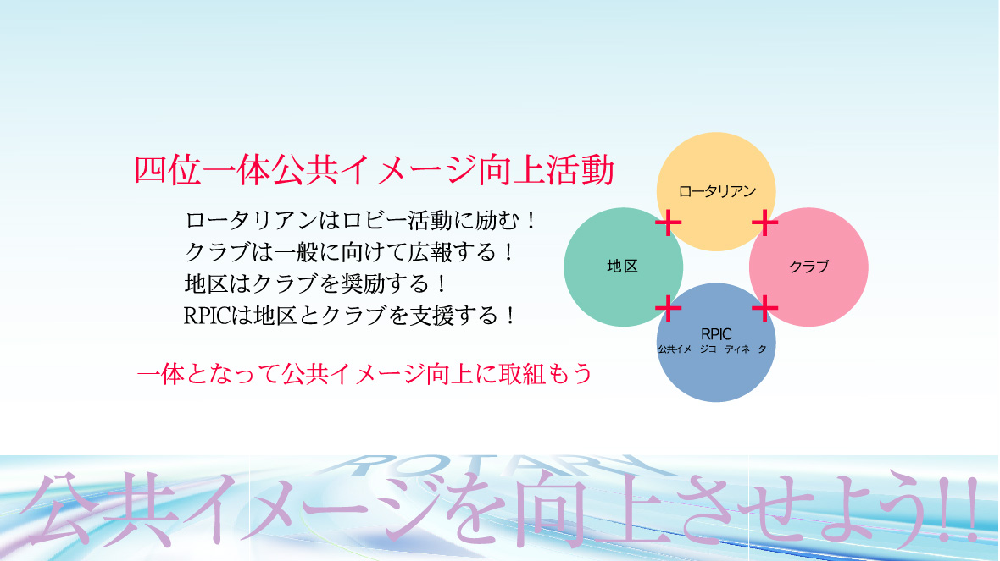 四位一体公共イメージ向上活動
ロータリアンはロビー活動に励む！
クラブは一般に向けて広報する！
地区はクラブを奨励する！
RPICは地区とクラブを支援する！
一体となって公共イメージ向上に取組もう
ロータリアン
地区
クラブ
RPIC
公共イメージコーディネーター
ROTARY
公共イメージを向上させよう!!